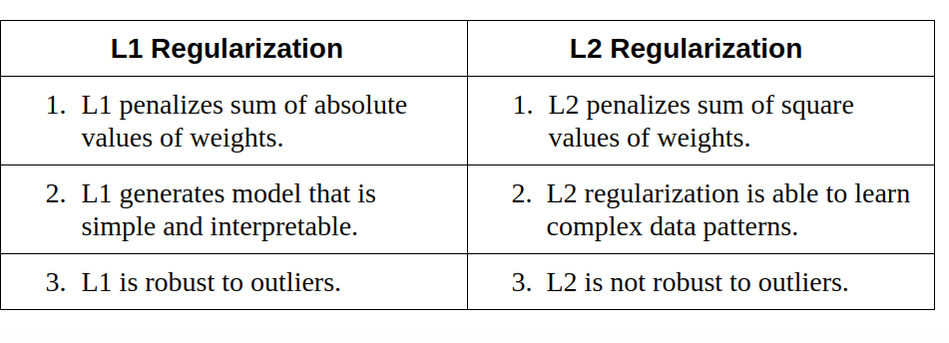 L1 Regularization
L2 Regularization
1. L1 penalizes sum of absolute
values of weights.
1. L2 penalizes sum of square
values of weights.
2. L1 generates model that is
simple and interpretable.
2. L2 regularization is able to learn
complex data patterns.
3. L1 is robust to outliers.
3. L2 is not robust to outliers.